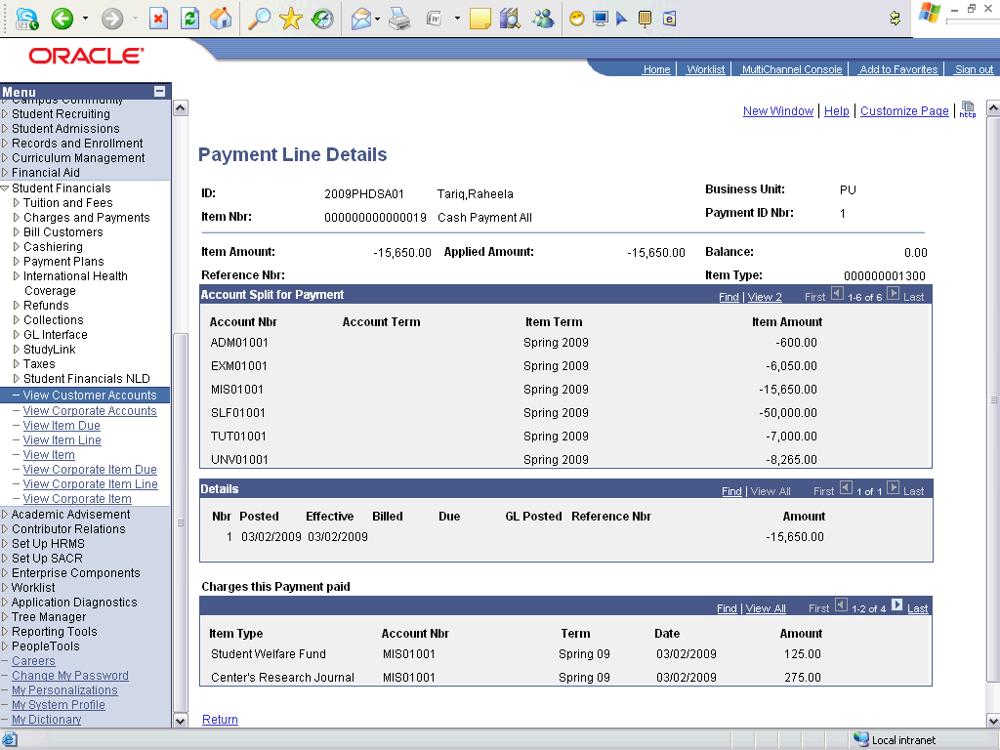 ORACLE
Home Worklist MultiChannel Console Add to Favorites Sign out
Menu
Campus Community
Student Recruiting
Student Admissions
Records and Enrollment
Curriculum Management
Financial Aid
Student Financials
Tuition and Fees
Charges and Payments
Bill Customers
Cashiering
Payment Plans
International Health
Coverage
Refunds
Collections
GL Interface
StudyLink
Taxes
Student Financials NLD
View Customer Accounts
View Corporate Accounts
View Item Due
View Item Line
View Item
View Corporate Item Due
View Corporate Item Line
View Corporate Item
Academic Advisement
Contributor Relations
Set Up HRMS
Set Up SACR
Enterprise Components
Worklist
Application Diagnostics
Tree Manager
Reporting Tools
PeopleTools
Careers
Change My Password
My Personalizations
My System Profile
My Dictionary
New Window | Help | Customize Page | http
Payment Line Details
ID: 2009PHDSA01 Tariq,Raheela Business Unit: PU
Item Nbr: 000000000000019 Cash Payment All Payment ID Nbr: 1
Item Amount: -15,650.00 Applied Amount: -15,650.00 Balance: 0.00
Reference Nbr: Item Type: 000000001300
Account Split for Payment Find | View 2 First 1-6 of 6 Last
Account Nbr Account Term Item Term Item Amount
ADM01001 Spring 2009 -600.00
EXM01001 Spring 2009 -6,050.00
MIS01001 Spring 2009 -15,650.00
SLF01001 Spring 2009 -50,000.00
TUT01001 Spring 2009 -7,000.00
UNV01001 Spring 2009 -8,265.00
Details Find | View All First 1 of 1 Last
Nbr Posted Effective Billed Due GL Posted Reference Nbr Amount
1 03/02/2009 03/02/2009 -15,650.00
Charges this Payment paid
Find | View All First 1-2 of 4 Last
Item Type Account Nbr Term Date Amount
Student Welfare Fund MIS01001 Spring 09 03/02/2009 125.00
Center's Research Journal MIS01001 Spring 09 03/02/2009 275.00
Return
Local intranet